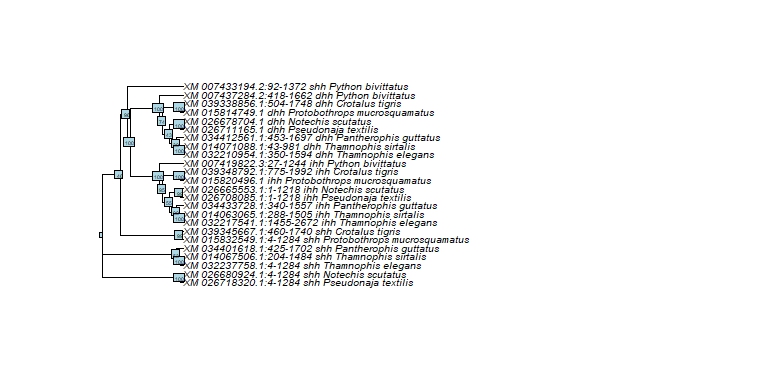 XM 007433194.2:92-1372 shh Python bivittatus
XM 007437284.2:418-1662 dhh Python bivittatus
XM 039338856.1:504-1748 dhh Crotalus tigris
XM 015814749.1 dhh Protobothrops mucrosquamatus
XM 026678704.1 dhh Notechis scutatus
XM 026711165.1 dhh Pseudonaja textilis
XM 034412561.1:453-1697 dhh Pantherophis guttatus
XM 014071088.1:43-981 dhh Thamnophis sirtalis
XM 032210954.1:350-1594 dhh Thamnophis elegans
XM 007419822.3:27-1244 ihh Python bivittatus
XM 039348792.1:775-1992 ihh Crotalus tigris
XM 015820496.1 ihh Protobothrops mucrosquamatus
XM 026665553.1:1-1218 ihh Notechis scutatus
XM 026708085.1:1-1218 ihh Pseudonaja textilis
XM 034433728.1:340-1557 ihh Pantherophis guttatus
XM 014063065.1:288-1505 ihh Thamnophis sirtalis
XM 032217541.1:1455-2672 ihh Thamnophis elegans
XM 039345667.1:460-1740 shh Crotalus tigris
XM 015832549.1:4-1284 shh Protobothrops mucrosquamatus
XM 034401618.1:425-1702 shh Pantherophis guttatus
XM 014067506.1:204-1484 shh Thamnophis sirtalis
XM 032237758.1:4-1284 shh Thamnophis elegans
XM 026680924.1:4-1284 shh Notechis scutatus
XM 026718320.1:4-1284 shh Pseudonaja textilis